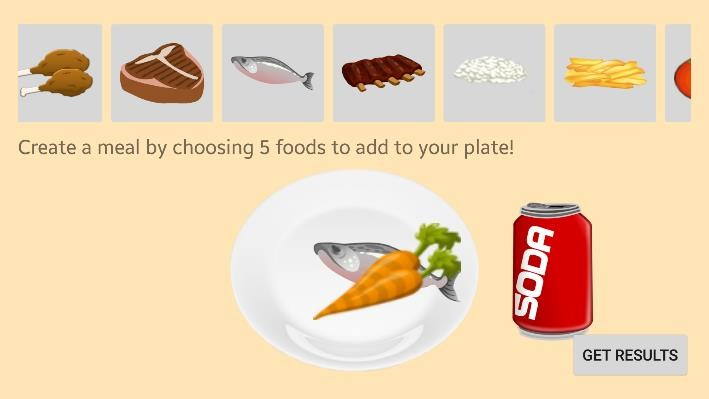 Create a meal by choosing 5 foods to add to your plate!
SODA
GET RESULTS